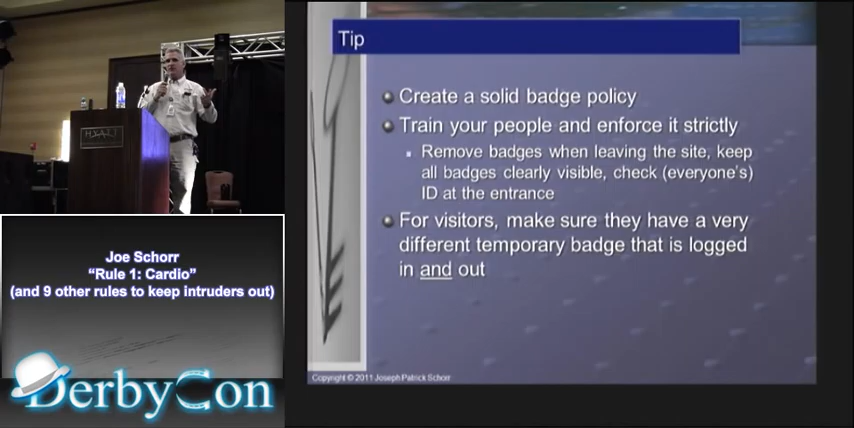 HYATT
Joe Schorr
“Rule 1: Cardio”
(and 9 other rules to keep intruders out)
DerbyCon
Tip
Create a solid badge policy
Train your people and enforce it strictly
Remove badges when leaving the site, keep
all badges clearly visible, check (everyone's)
ID at the entrance
For visitors, make sure they have a very
different temporary badge that is logged
in and out
Copyright © 2011 Joseph Patrick Schorr